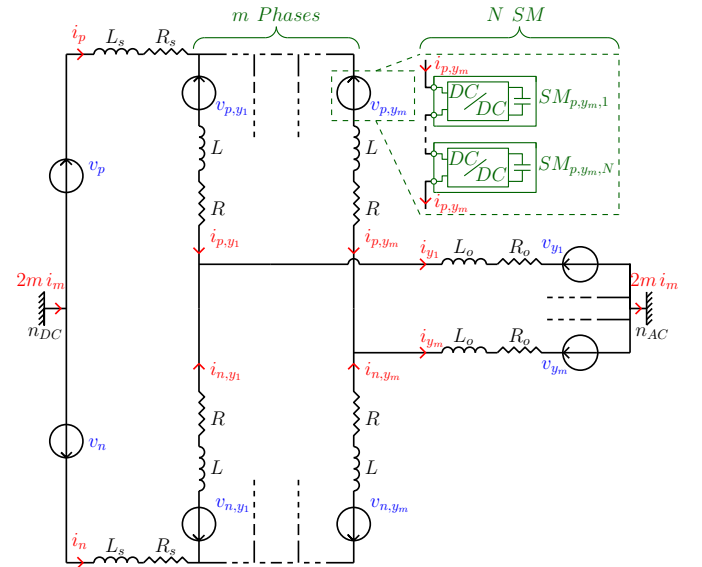 m Phases
N SM
i_p
L_s
R_s
i_{p,y_m}
v_{p,y_1}
v_{p,y_m}
DC
DC
SM_{p,y_m,1}
L
L
DC
DC
SM_{p,y_m,N}
v_p
R
R
i_{p,y_m}
i_{p,y_1}
i_{p,y_m}
i_{y_1}
L_o
R_o
v_{y_1}
2m i_m
2m i_m
n_{DC}
n_{AC}
i_{y_m}
L_o
R_o
v_{y_m}
i_{n,y_1}
i_{n,y_m}
R
R
v_n
L
L
v_{n,y_1}
v_{n,y_m}
i_n
L_s
R_s